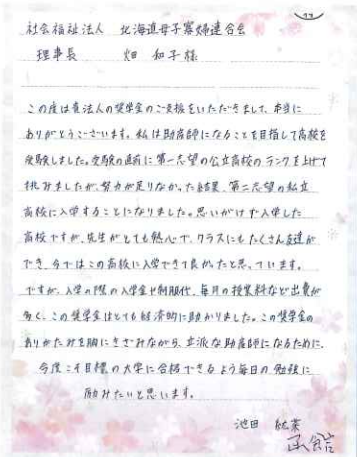 社会福祉法人 北海道母子寡婦連合会
理事長 畑 和子様
この度は貴法人の奨学金のご支援をいただきまして、本当に
ありがとうございます。私は助産師になることを目指して高校を
受験しました。受験の直前に第一志望の公立高校のランクを上げて
挑みましたが、努力が足りなかった結果、第二志望の私立
高校に入学することになりました。思いがけず入学した
高校ですが、先生がとても熱心で、クラスにもたくさん友達が
でき、今ではこの高校に入学できて良かったと思っています。
ですが、入学の際の入学金や制服代、毎月の授業料など出費が
多く、この奨学金はとても経済的に助かりました。この奨学金の
ありがたみを胸にきざみながら、立派な助産師になるために、
今度こそ目標の大学に合格できるよう毎日の勉強に
励みたいと思います。
池田
函館